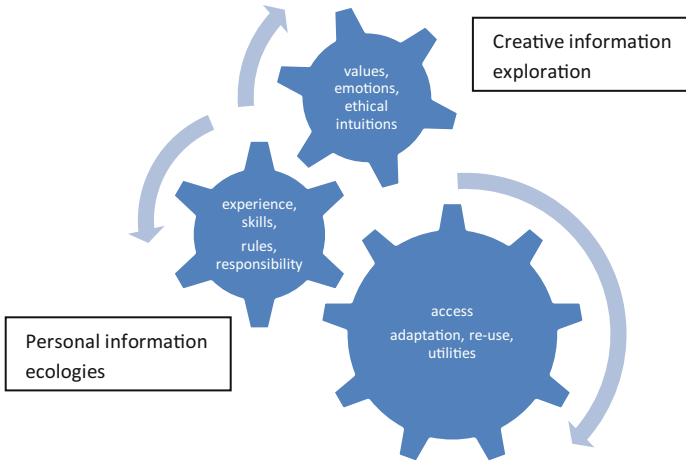 Creative information
exploration
values,
emotions,
ethical
intuitions
experience,
skills,
rules,
responsibility
access
adaptation, re-use,
utilities
Personal information
ecologies